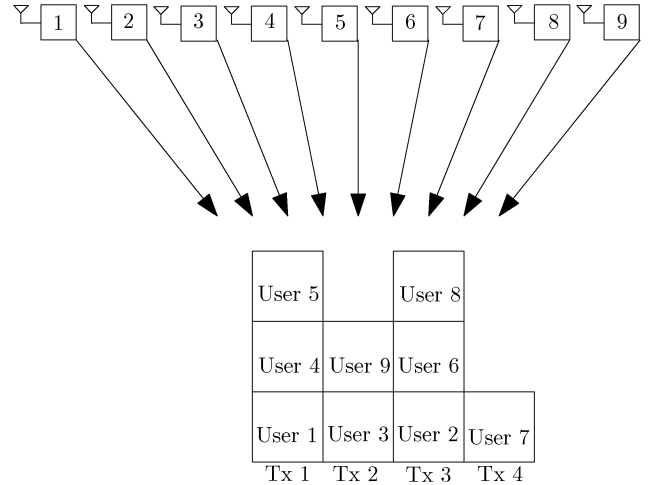 1 2 3 4 5 6 7 8 9
User 5 User 8
User 4 User 9 User 6
User 1 User 3 User 2 User 7
Tx 1 Tx 2 Tx 3 Tx 4